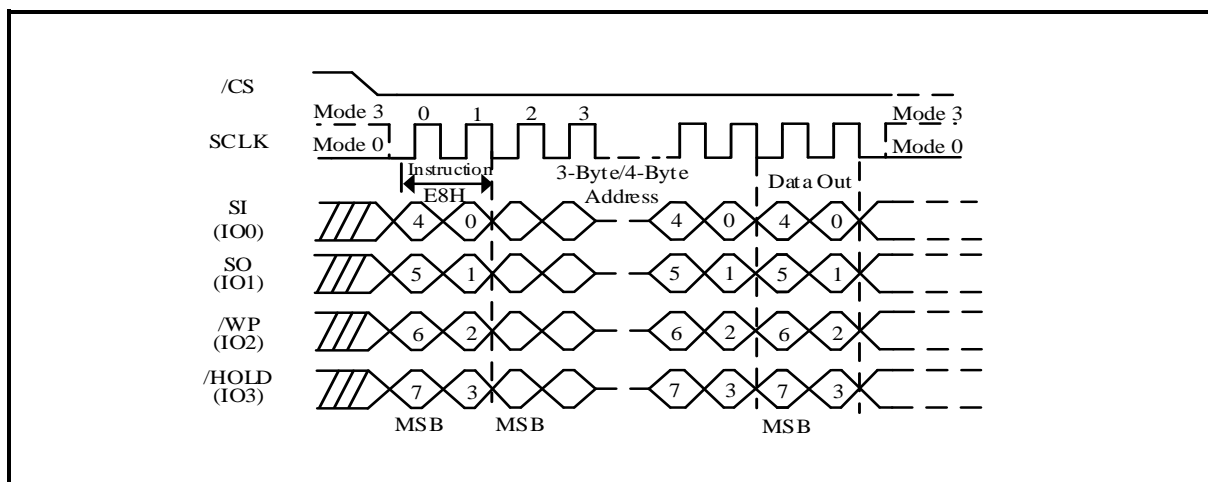 /CS
Mode 3 0 1 2 3 Mode 3
SCLK
Mode 0 Mode 0
Instruction 3-Byte/4-Byte Data Out
E8H Address
SI 4 0 4 0 4 0
(IO0)
SO 5 1 5 1 5 1
(IO1)
/WP 6 2 6 2 6 2
(IO2)
/HOLD 7 3 7 3 7 3
(IO3)
MSB MSB MSB